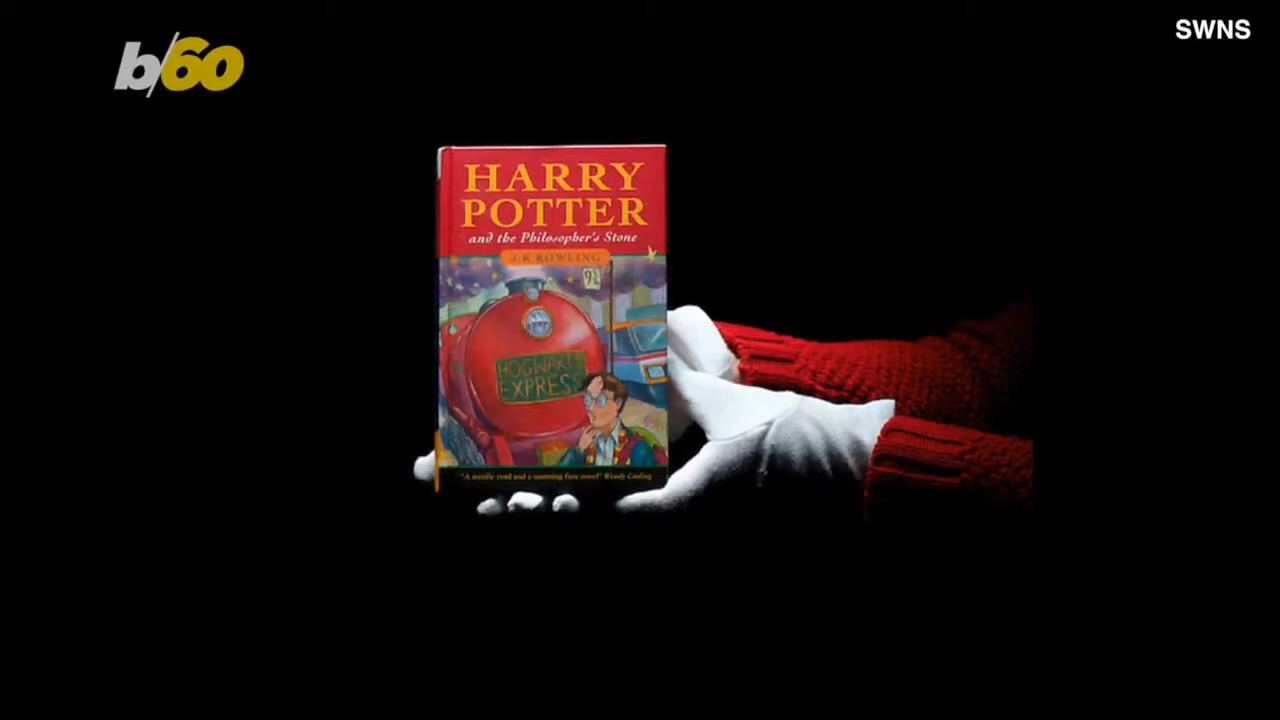 SWNS
b/60
HARRY
POTTER
and the Philosopher's Stone
J.K. ROWLING
9¾
HOGWARTS
EXPRESS
"A terrific read and a stunning first novel" Wendy Cooling